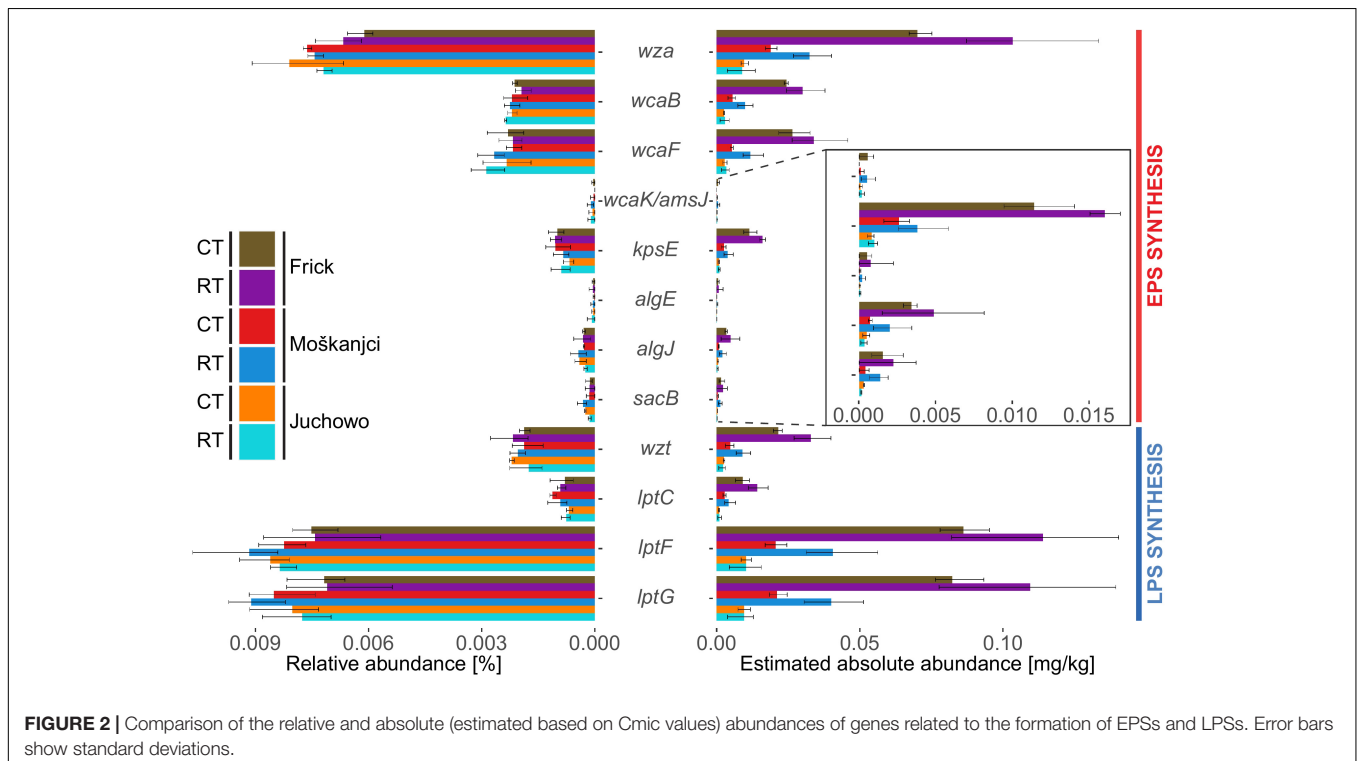 wza
wcaB
wcaF
wcaK/amsJ
kpsE
algE
algJ
sacB
wzt
lptC
lptF
lptG
CT
RT
Frick
CT
RT
Moškanjci
CT
RT
Juchowo
EPS SYNTHESIS
LPS SYNTHESIS
0.000 0.005 0.010 0.015
0.009 0.006 0.003 0.000
Relative abundance [%]
0.00 0.05 0.10
Estimated absolute abundance [mg/kg]
FIGURE 2 | Comparison of the relative and absolute (estimated based on Cmic values) abundances of genes related to the formation of EPSs and LPSs. Error bars
show standard deviations.